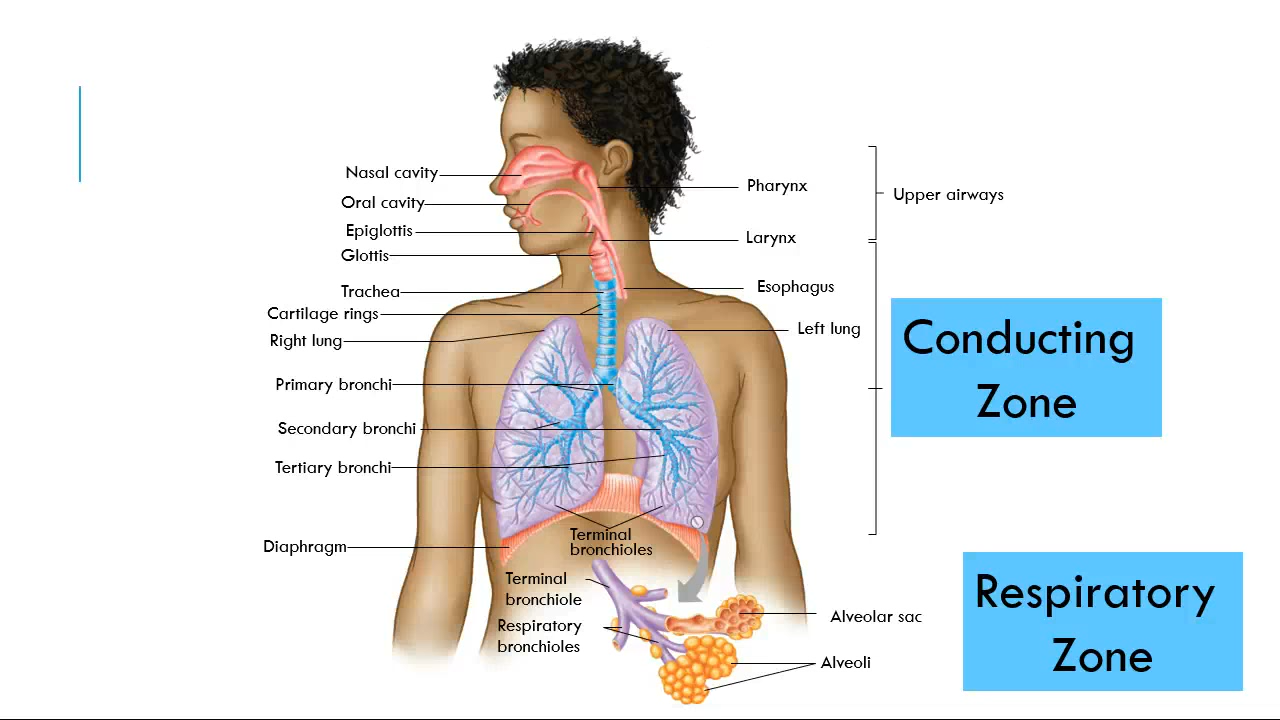 Nasal cavity
Oral cavity
Epiglottis
Glottis
Trachea
Cartilage rings
Right lung
Primary bronchi
Secondary bronchi
Tertiary bronchi
Diaphragm
Pharynx
Larynx
Esophagus
Left lung
Upper airways
Conducting
Zone
Terminal
bronchioles
Terminal
bronchiole
Respiratory
bronchioles
Alveolar sac
Alveoli
Respiratory
Zone